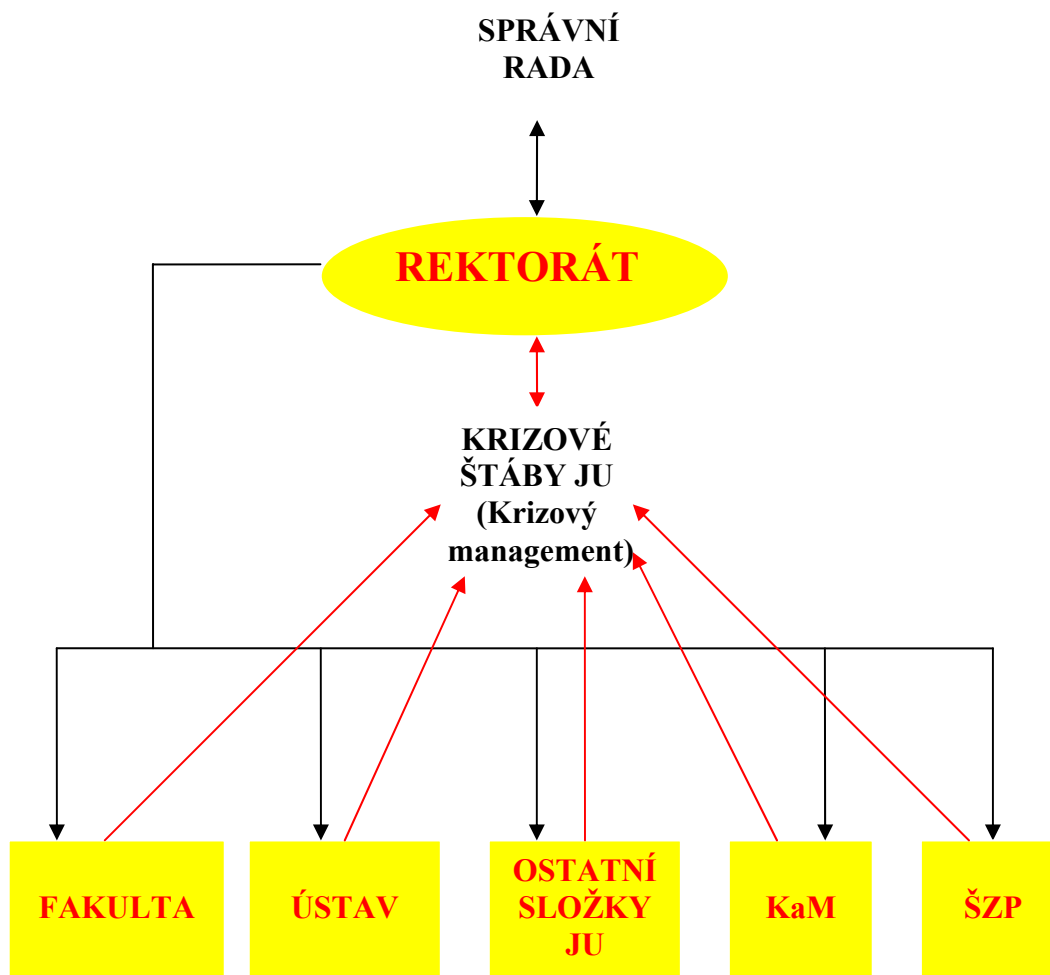 SPRÁVNÍ
RADA
REKTORÁT
KRIZOVÉ
ŠTÁBY JU
(Krizový
management)
FAKULTA
ÚSTAV
OSTATNÍ
SLOŽKY
JU
KaM
ŠZP